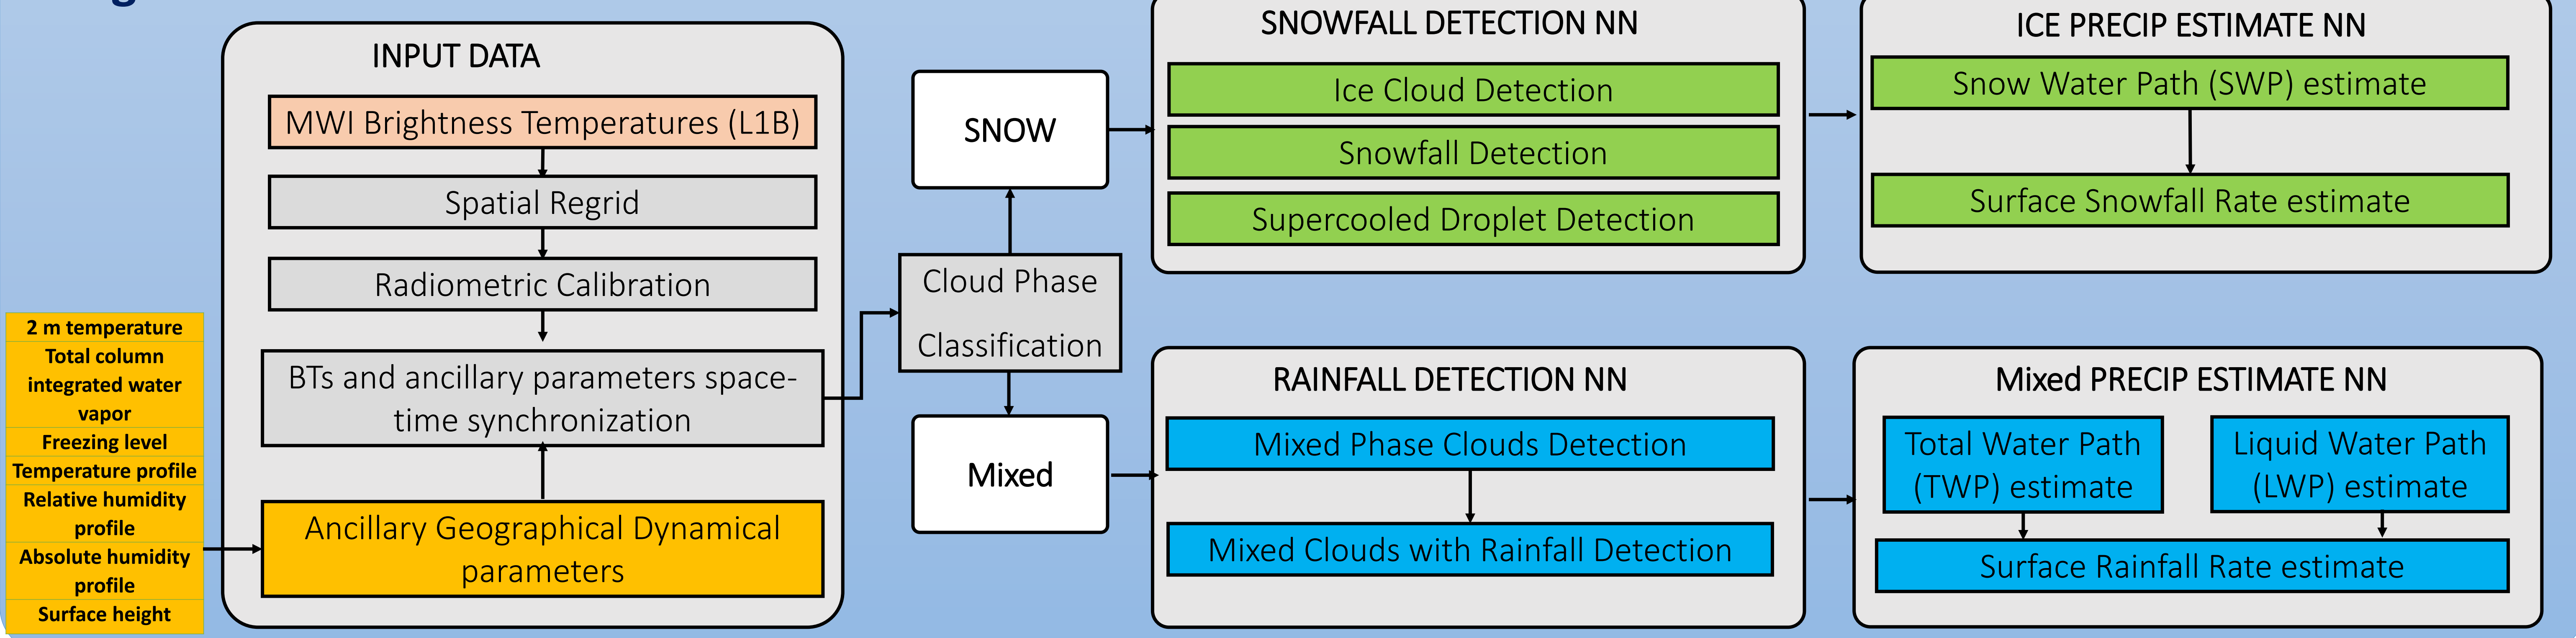 INPUT DATA
MWI Brightness Temperatures (L1B)
Spatial Regrid
Radiometric Calibration
BTs and ancillary parameters space-
time synchronization
Ancillary Geographical Dynamical
parameters
2 m temperature
Total column
integrated water
vapor
Freezing level
Temperature profile
Relative humidity
profile
Absolute humidity
profile
Surface height
Cloud Phase
Classification
SNOW
Mixed
SNOWFALL DETECTION NN
Ice Cloud Detection
Snowfall Detection
Supercooled Droplet Detection
ICE PRECIP ESTIMATE NN
Snow Water Path (SWP) estimate
Surface Snowfall Rate estimate
RAINFALL DETECTION NN
Mixed Phase Clouds Detection
Mixed Clouds with Rainfall Detection
Mixed PRECIP ESTIMATE NN
Total Water Path
(TWP) estimate
Liquid Water Path
(LWP) estimate
Surface Rainfall Rate estimate